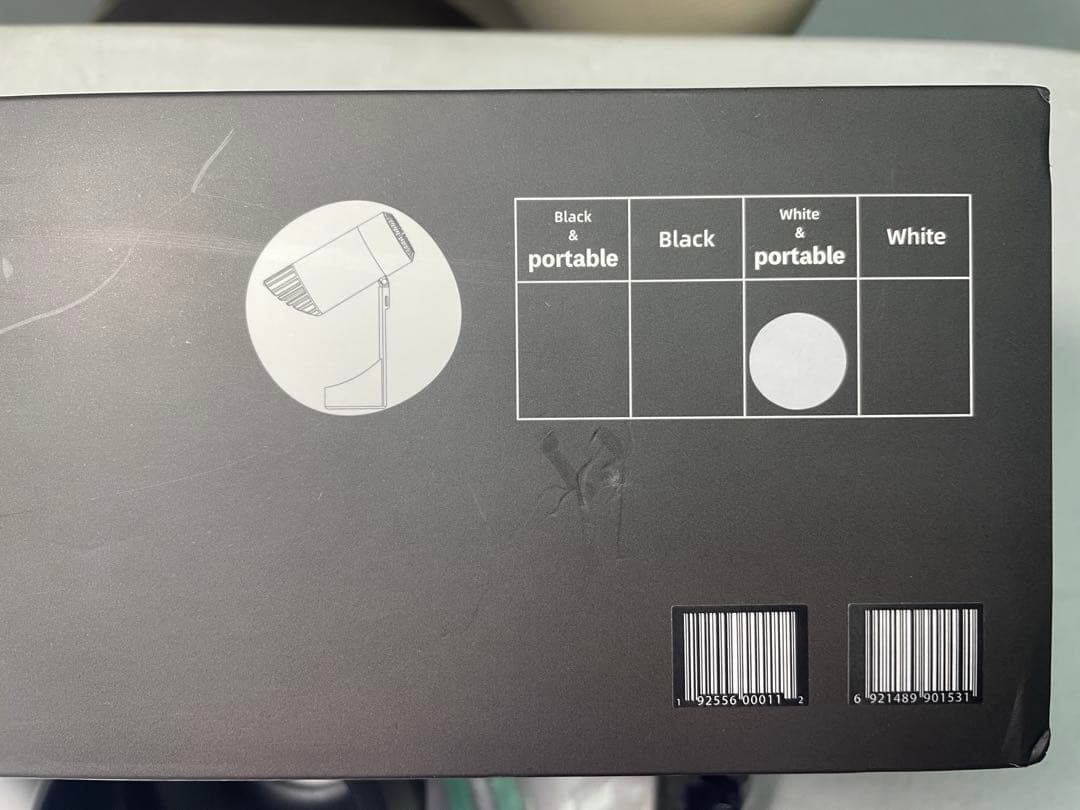 Black
&
portable
Black
White
&
portable
White
1 92556 00011 2
6 921489 901531